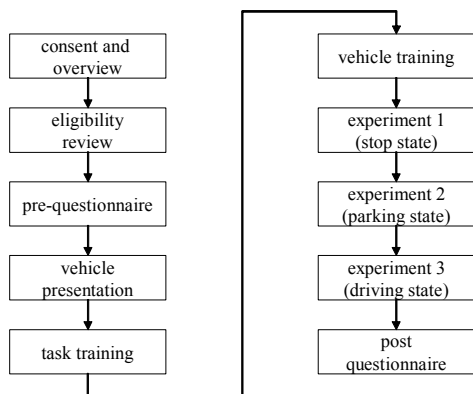 consent and
overview
eligibility
review
pre-questionnaire
vehicle
presentation
task training
vehicle training
experiment 1
(stop state)
experiment 2
(parking state)
experiment 3
(driving state)
post
questionnaire